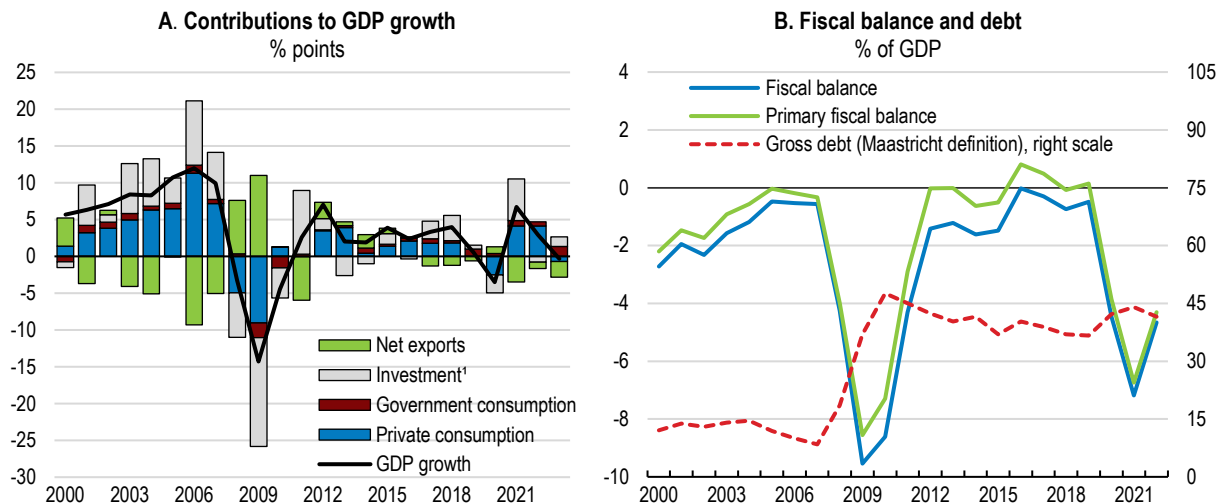 A. Contributions to GDP growth
% points
25
20
15
10
5
0
-5
-10
-15
-20
-25
-30
Net exports
Investment¹
Government consumption
Private consumption
GDP growth
2000 2003 2006 2009 2012 2015 2018 2021
B. Fiscal balance and debt
% of GDP
4
2
0
-2
-4
-6
-8
-10
Fiscal balance
Primary fiscal balance
Gross debt (Maastricht definition), right scale
105
90
75
60
45
30
15
0
2000 2003 2006 2009 2012 2015 2018 2021